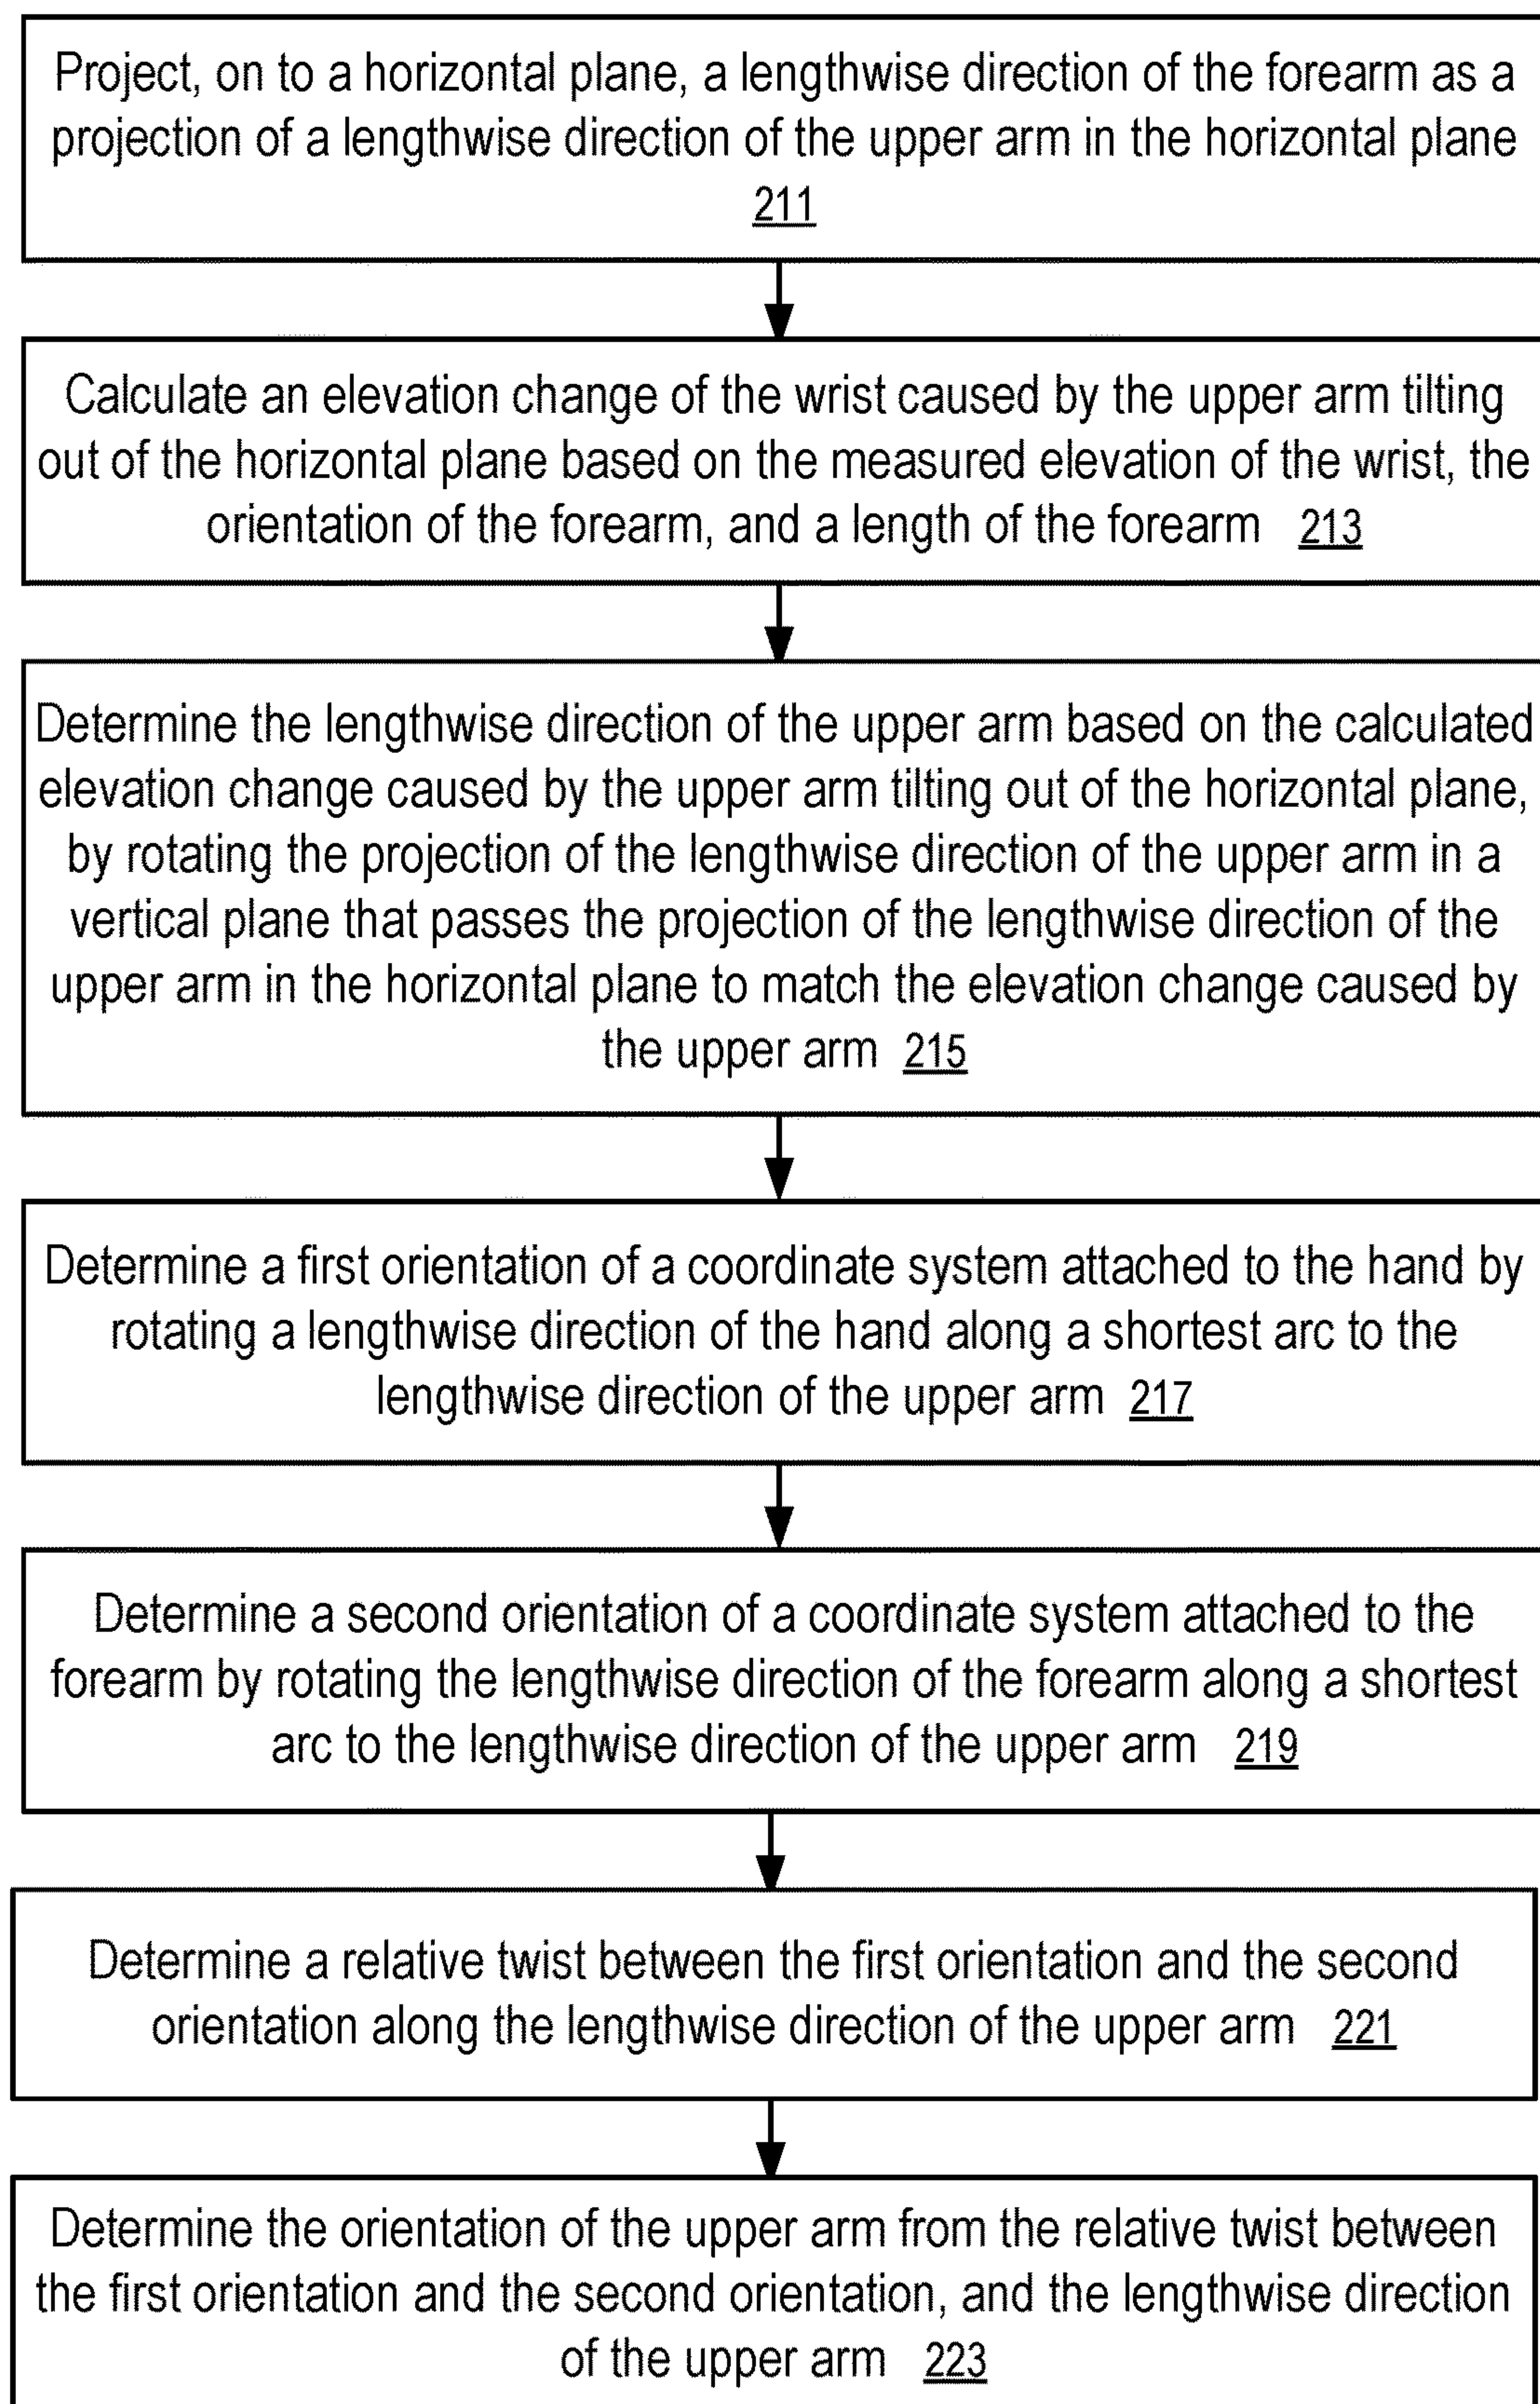 Project, on to a horizontal plane, a lengthwise direction of the forearm as a
projection of a lengthwise direction of the upper arm in the horizontal plane
211
Calculate an elevation change of the wrist caused by the upper arm tilting
out of the horizontal plane based on the measured elevation of the wrist, the
orientation of the forearm, and a length of the forearm 213
Determine the lengthwise direction of the upper arm based on the calculated
elevation change caused by the upper arm tilting out of the horizontal plane,
by rotating the projection of the lengthwise direction of the upper arm in a
vertical plane that passes the projection of the lengthwise direction of the
upper arm in the horizontal plane to match the elevation change caused by
the upper arm 215
Determine a first orientation of a coordinate system attached to the hand by
rotating a lengthwise direction of the hand along a shortest arc to the
lengthwise direction of the upper arm 217
Determine a second orientation of a coordinate system attached to the
forearm by rotating the lengthwise direction of the forearm along a shortest
arc to the lengthwise direction of the upper arm 219
Determine a relative twist between the first orientation and the second
orientation along the lengthwise direction of the upper arm 221
Determine the orientation of the upper arm from the relative twist between
the first orientation and the second orientation, and the lengthwise direction
of the upper arm 223